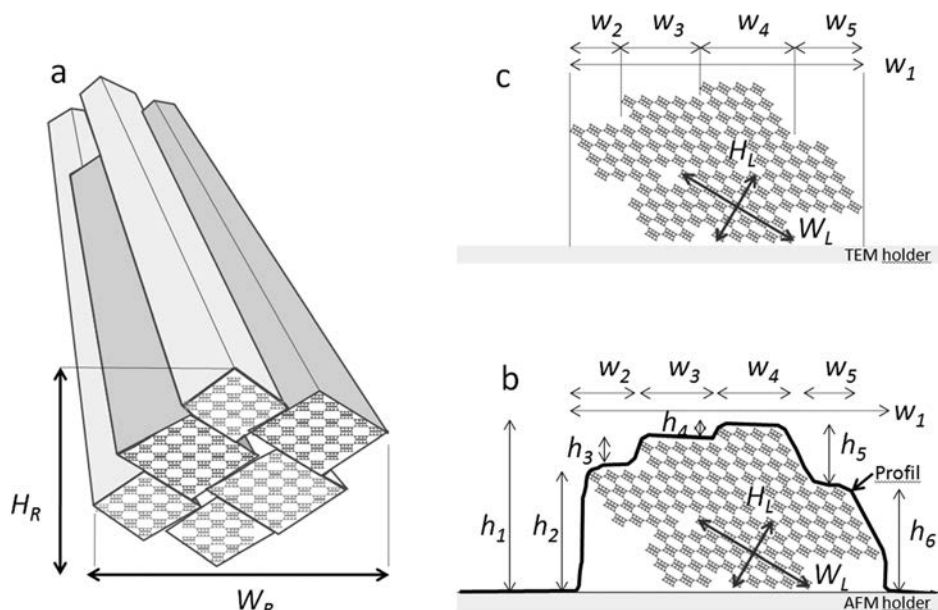 a
H_R
W_R
c
w_2 w_3 w_4 w_5
w_1
H_L
W_L
TEM holder
b
w_2 w_3 w_4 w_5
w_1
h_4
h_3
h_5
Profil
h_1
h_2
H_L
h_6
W_L
AFM holder